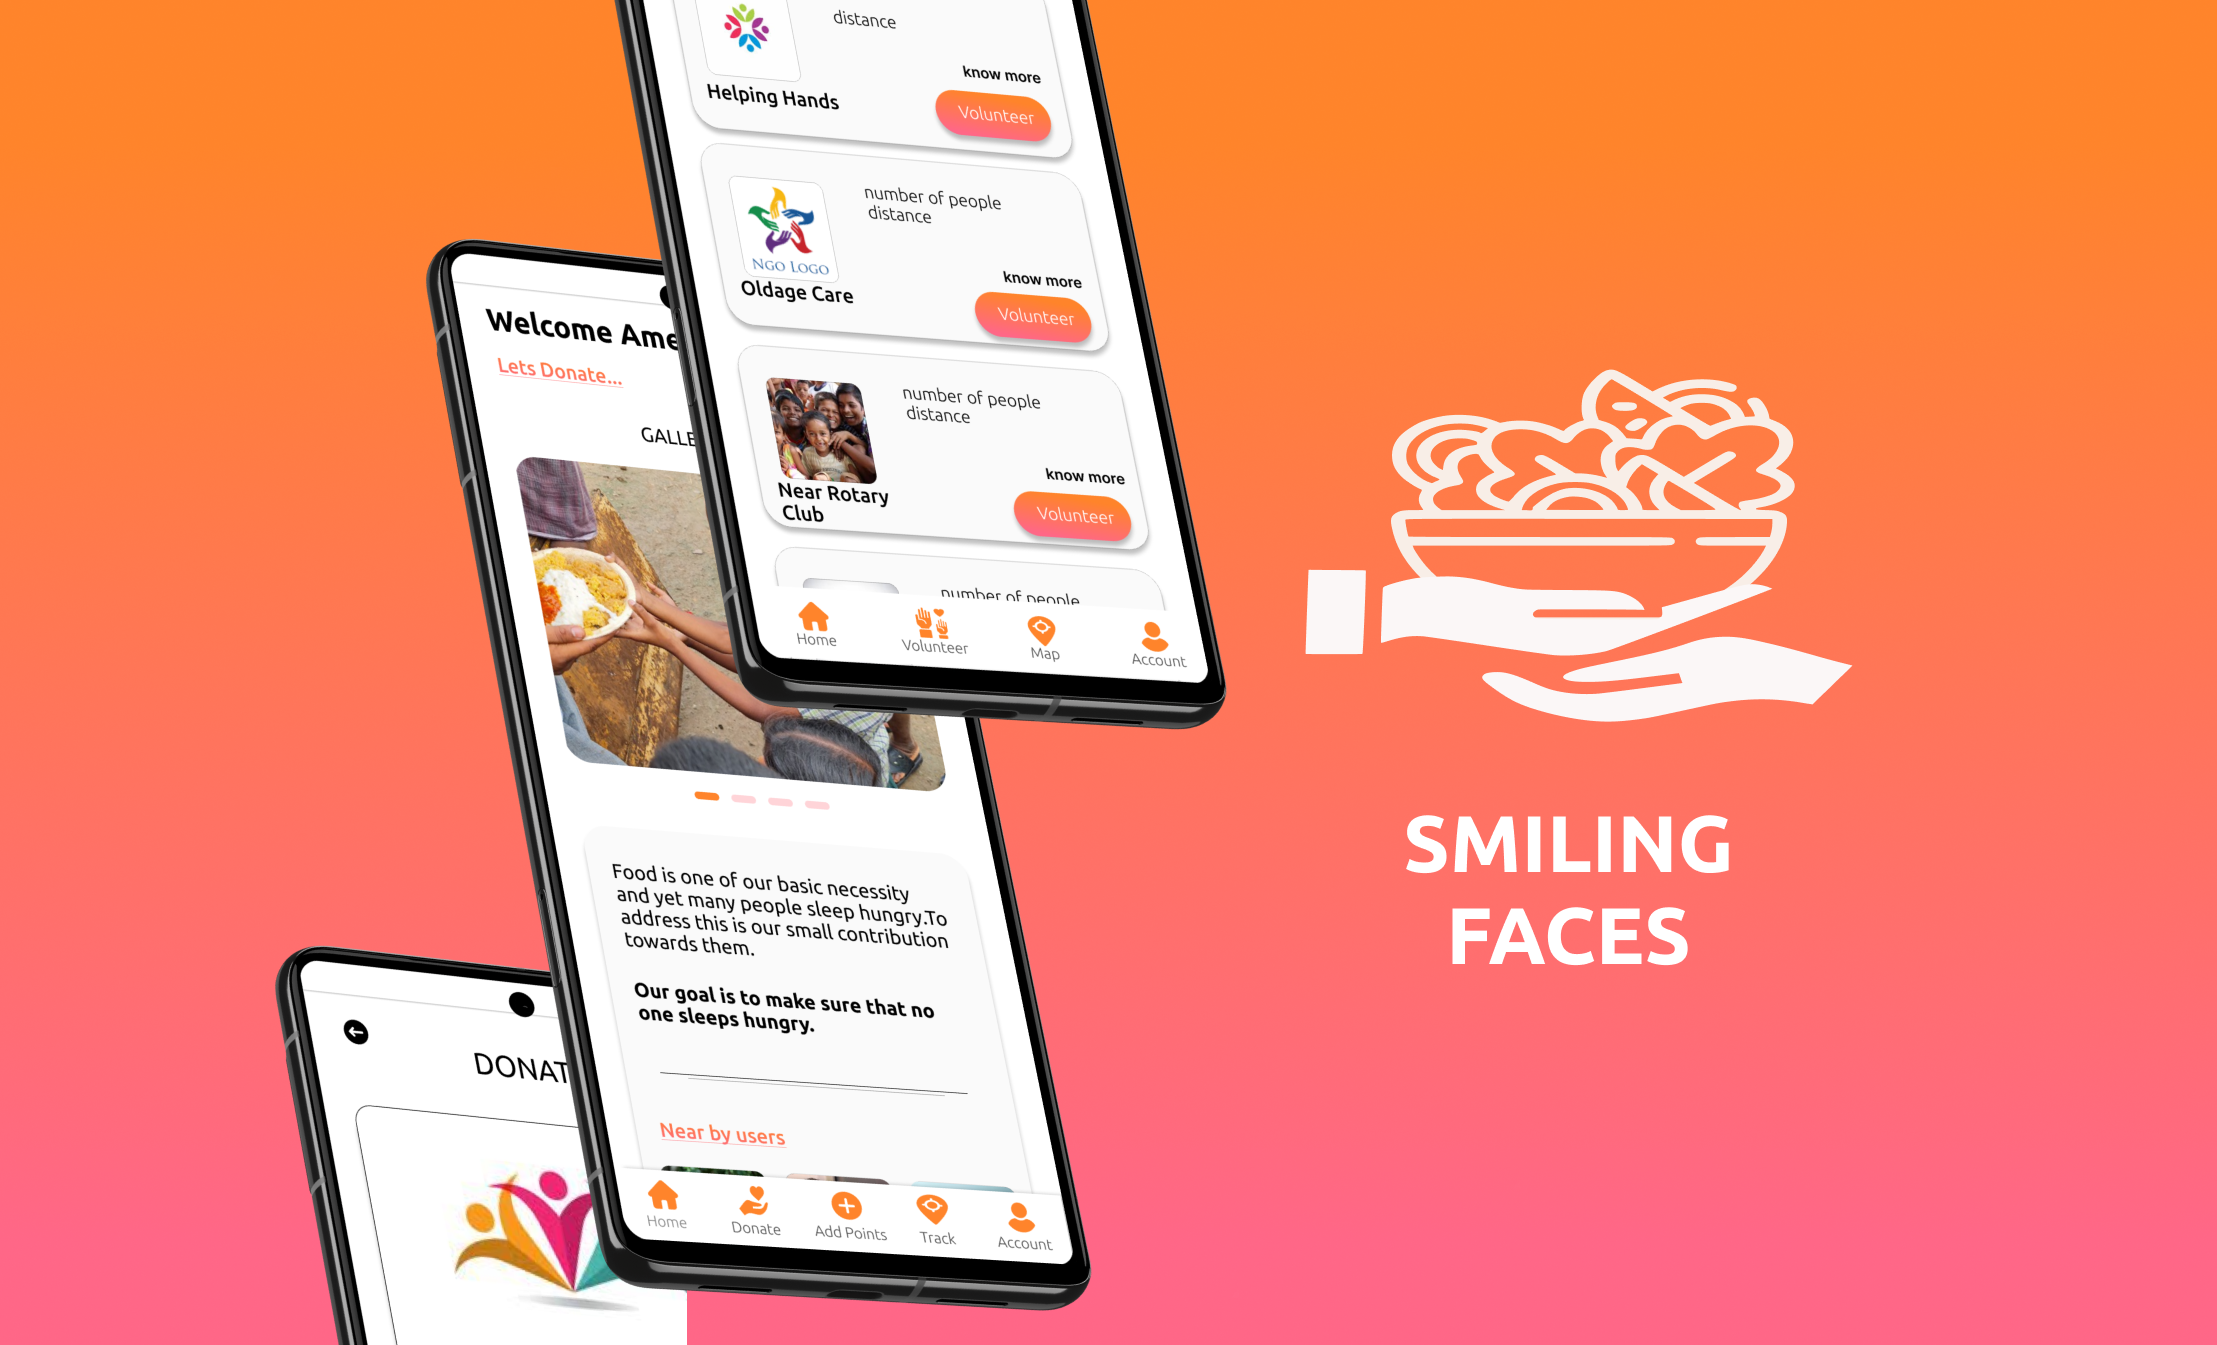 distance
know more
Helping Hands
Volunteer
number of people
distance
NGO LOGO
know more
Oldage Care
Volunteer
number of people
distance
know more
Near Rotary
Club
Volunteer
number of people
Home
Volunteer
Map
Account
Welcome
Lets Donate...
Food is one of our basic necessity
and yet many people sleep hungry.To
address this is our small contribution
towards them.
Our goal is to make sure that no
one sleeps hungry.
Near by users
Home
Donate
Add Points
Track
Account
SMILING
FACES